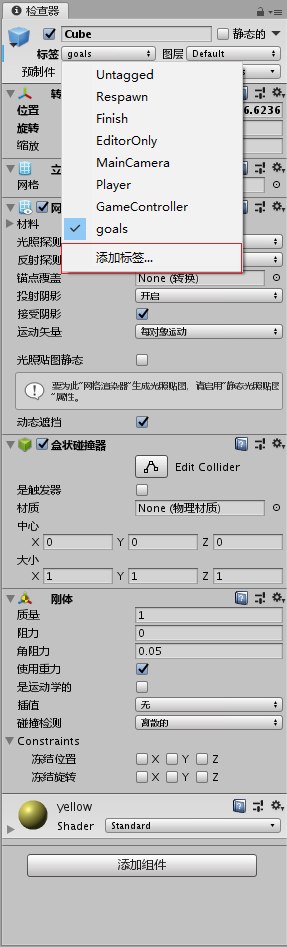 检查器
Cube 静态的
标签 goals 图层 Default
预制件
Untagged
Respawn
Finish
EditorOnly
MainCamera
Player
GameController
goals
添加标签...
位置 6.6236
旋转
缩放
网格
材料
光照探测
反射探测
锚点覆盖 None (转换)
投射阴影 开启
接受阴影
运动矢量 每对象运动
光照贴图静态
要为此"网格渲染器"生成光照贴图, 请启用"静态光照贴图
"属性。
动态遮挡
盒状碰撞器
Edit Collider
是触发器
材质 None (物理材质)
中心
X 0 Y 0 Z 0
大小
X 1 Y 1 Z 1
刚体
质量 1
阻力 0
角阻力 0.05
使用重力
是运动学的
插值 无
碰撞检测 离散的
Constraints
冻结位置 X Y Z
冻结旋转 X Y Z
yellow
Shader Standard
添加组件